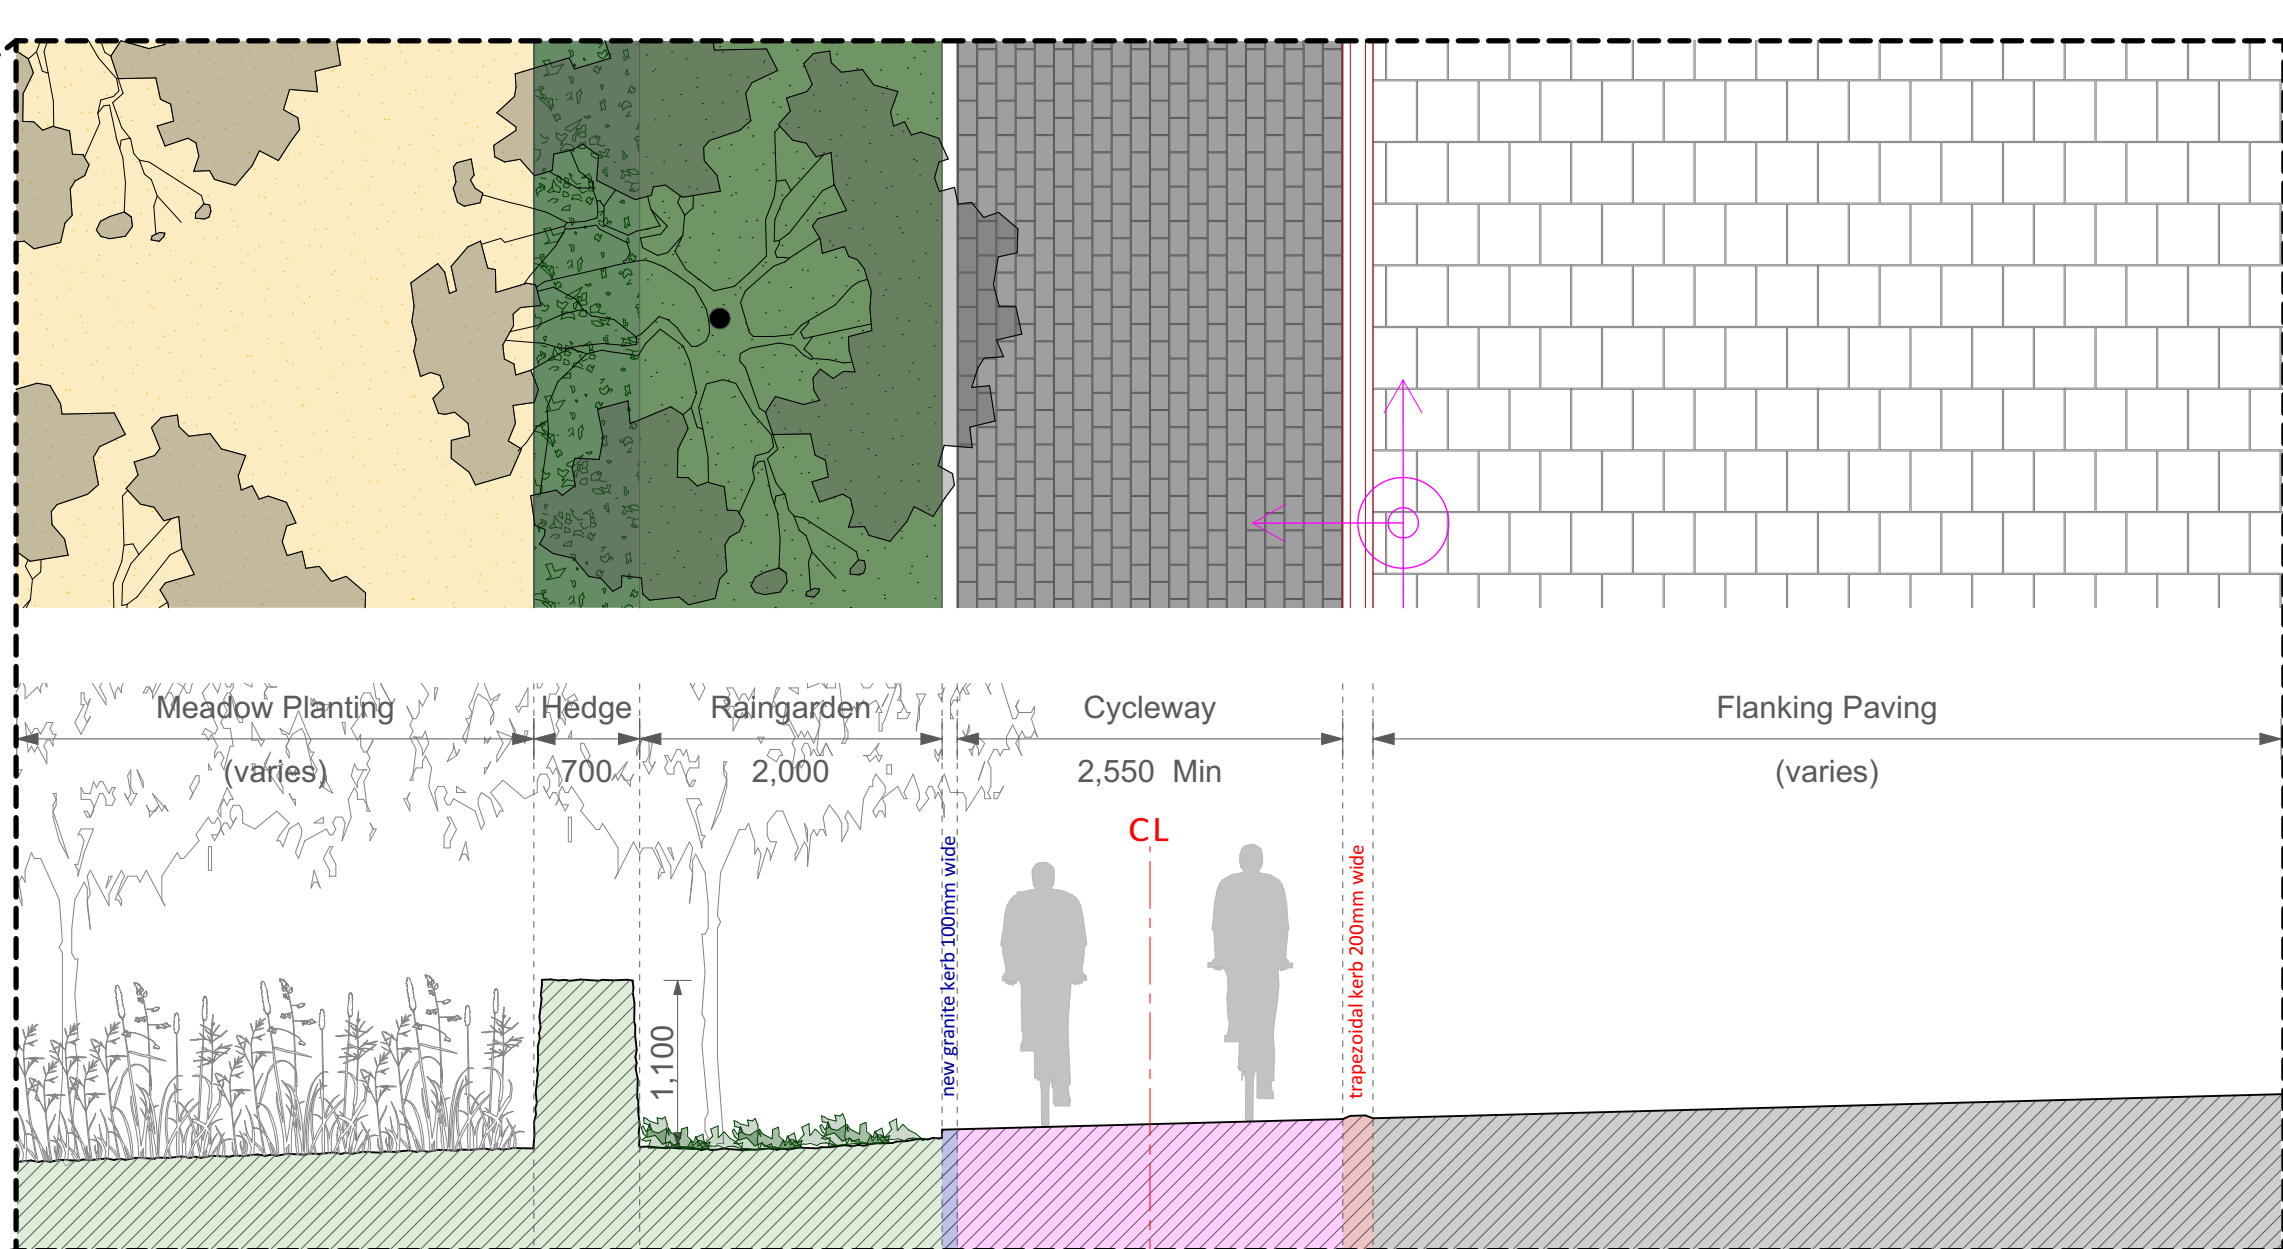 Meadow Planting
Hedge
Raingarden
Cycleway
Flanking Paving
(varies)
700
2,000
2,550 Min
(varies)
CL
new granite kerb 100mm wide
trapezoidal kerb 200mm wide
1,100